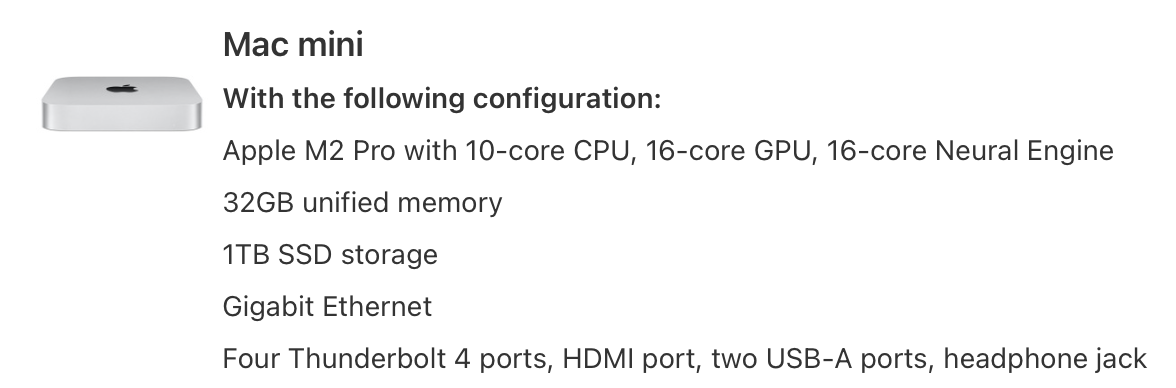 Mac mini
With the following configuration:
Apple M2 Pro with 10-core CPU, 16-core GPU, 16-core Neural Engine
32GB unified memory
1TB SSD storage
Gigabit Ethernet
Four Thunderbolt 4 ports, HDMI port, two USB-A ports, headphone jack